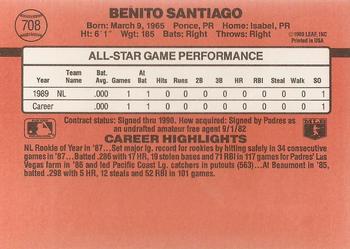 708
BENITO SANTIAGO
Born: March 9, 1965 Ponce, PR Home: Isabel, PR
Ht: 6'1" Wgt: 185 Bats: Right Throws: Right
©1989 LEAF, INC.
PRINTED IN USA
ALL-STAR GAME PERFORMANCE
Year Team Name Bat. Avg. Games At Bat Hits Runs 2B 3B HR RBI Steal Walk SO
1989 NL .000 1 1 0 0 0 0 0 0 0 0 1
Career .000 1 1 0 0 0 0 0 0 0 0 1
Contract status: Signed thru 1990. How acquired: Signed by Padres as
an undrafted amateur free agent 9/1/82
CAREER HIGHLIGHTS
NL Rookie of Year in '87...Set major lg. record for rookies by hitting safely in 34 consecutive
games in '87...Batted .286 with 17 HR, 19 stolen bases and 71 RBI in 117 games for Padres' Las
Vegas farm in '86 and led Pacific Coast Lg. catchers in putouts (563)...At Beaumont in '85,
batted .298 with 5 HR, 12 steals and 52 RBI in 101 games.